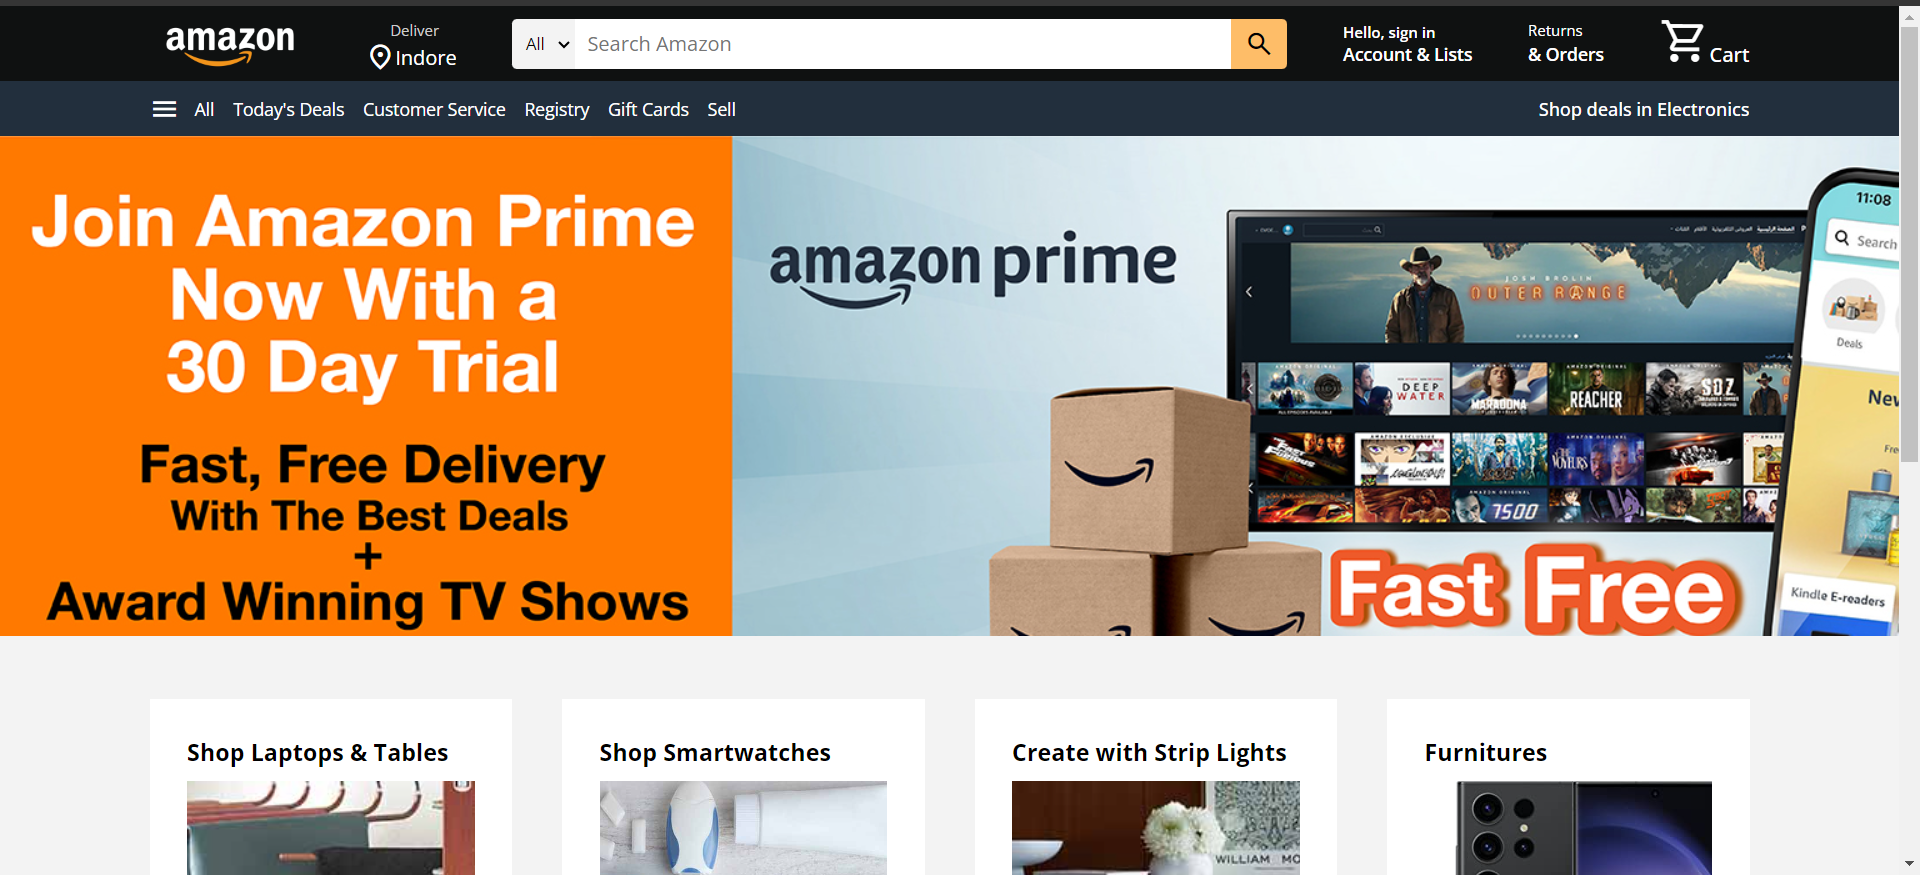 amazon
Deliver
Indore
All
Search Amazon
Hello, sign in
Account & Lists
Returns
& Orders
Cart
All Today's Deals Customer Service Registry Gift Cards Sell
Shop deals in Electronics
Join Amazon Prime
Now With a
30 Day Trial
Fast, Free Delivery
With The Best Deals
+
Award Winning TV Shows
amazon prime
JOSH BROLIN
OUTER RANGE
DEEP
WATER
MARADONA
REACHER
S.O.Z
THE
VOYEURS
7500
11:08
Search
Deals
New
Fre
Kindle E-readers
Fast Free
Shop Laptops & Tables
Shop Smartwatches
Create with Strip Lights
Furnitures
WILLIAM MO